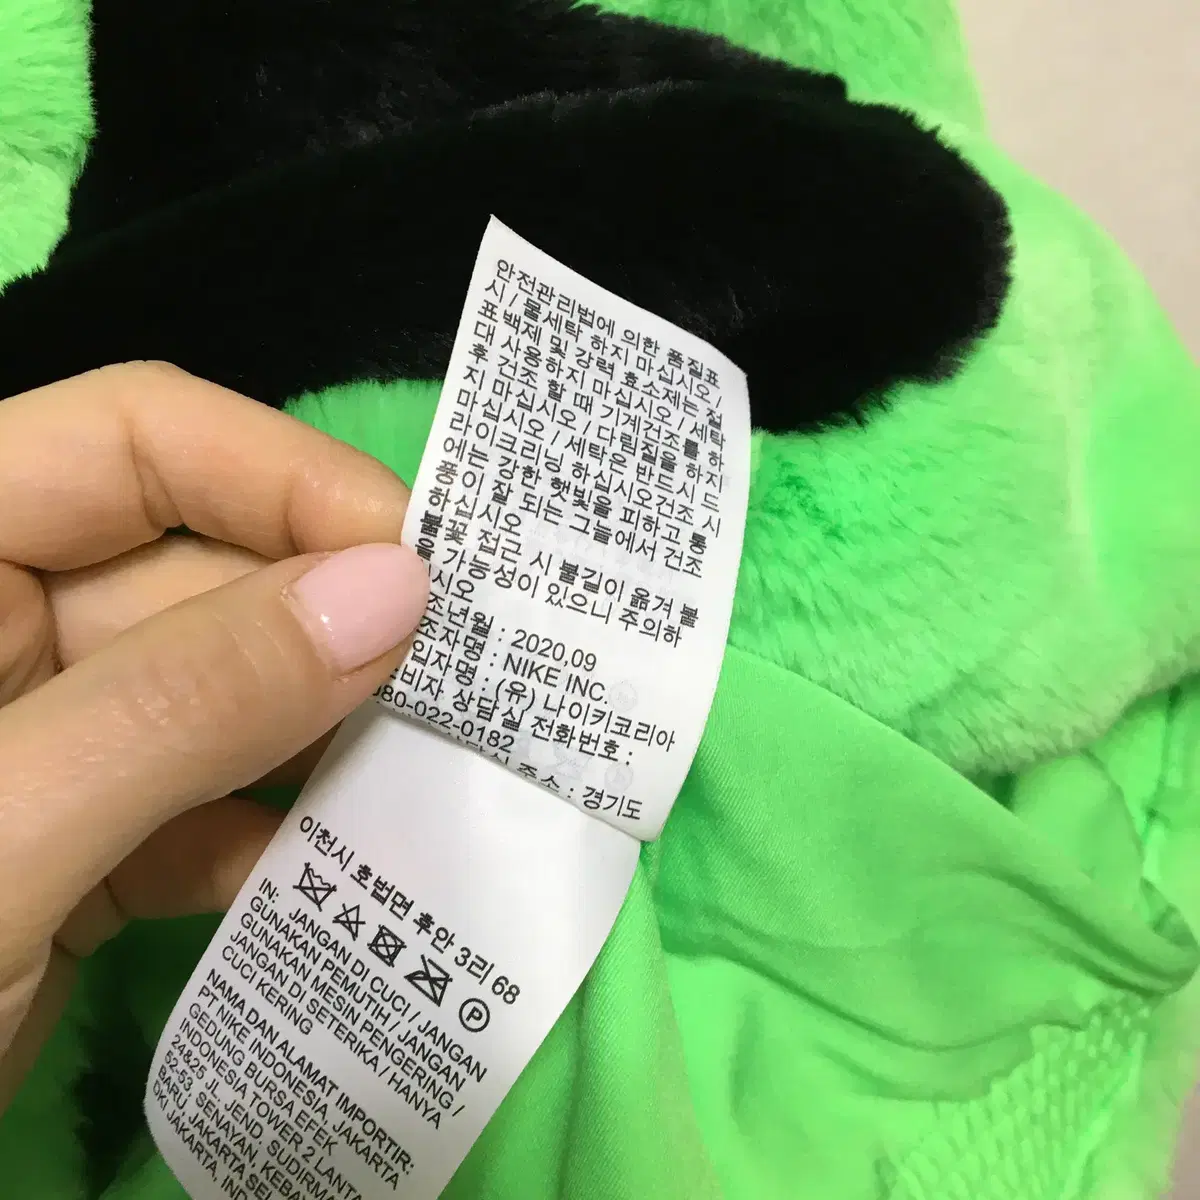 안전관리법에 의한 품질표
시 / 물세탁 하지 마십시오 /
표백제 및 강력 효소제는 절
대 사용하지 마십시오 / 세탁
후 건조 할 때 기계건조를 하
지 마십시오 / 다림질을 하지
마십시오 / 세탁은 반드시 드
라이크리닝 하십시오건조 시
에는 강한 햇빛을 피하고 통
풍이 잘 되는 그늘에서 건조
하십시오
불꽃 접근 시 불길이 옮겨 붙
을 가능성이 있으니 주의하
십시오
조년월 : 2020.09
조자명 : NIKE INC.
입자명 : (유) 나이키코리아
비자 상담실 전화번호 :
080-022-0182
주소 : 경기도
이천시 호법면 후안 3리 68
P
IN: JANGAN DI CUCI / JANGAN
GUNAKAN PEMUTIH / JANGAN
GUNAKAN MESIN PENGERING /
JANGAN DI SETERIKA / HANYA
CUCI KERING
NAMA DAN ALAMAT IMPORTIR:
PT NIKE INDONESIA, JAKARTA
GEDUNG BURSA EFEK
INDONESIA TOWER 2 LANTA
24&25 JL. JEND. SUDIRMA
52-53, SENAYAN, KEBA
BARU, JAKARTA SEL
DKI JAKARTA, IND